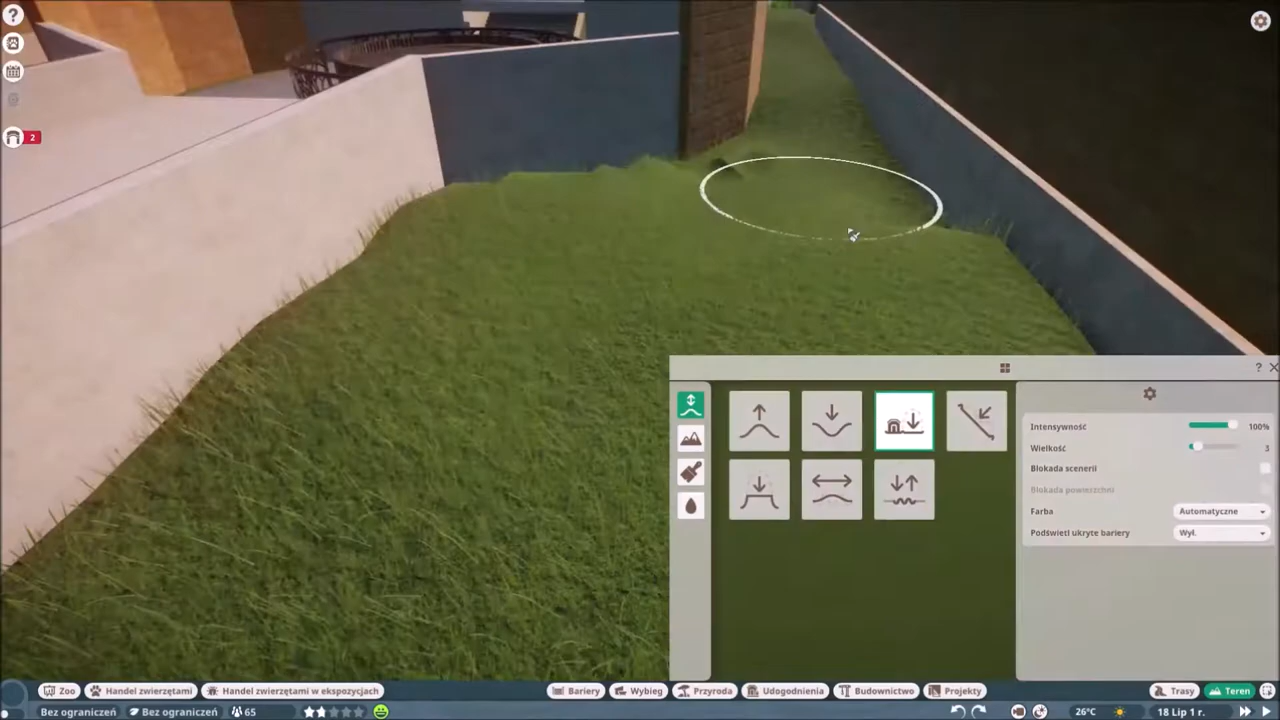 ?
2
?
Intensywność 100%
Wielkość 3
Blokada scenerii
Blokada powierzchni
Farba Automatyczne
Podświetl ukryte bariery Wył.
Zoo Handel zwierzętami Handel zwierzętami w ekspozycjach Bariery Wybieg Przyroda Udogodnienia Budownictwo Projekty Trasy Teren
Bez ograniczeń Bez ograniczeń 65 26°C 18 Lip 1 r.